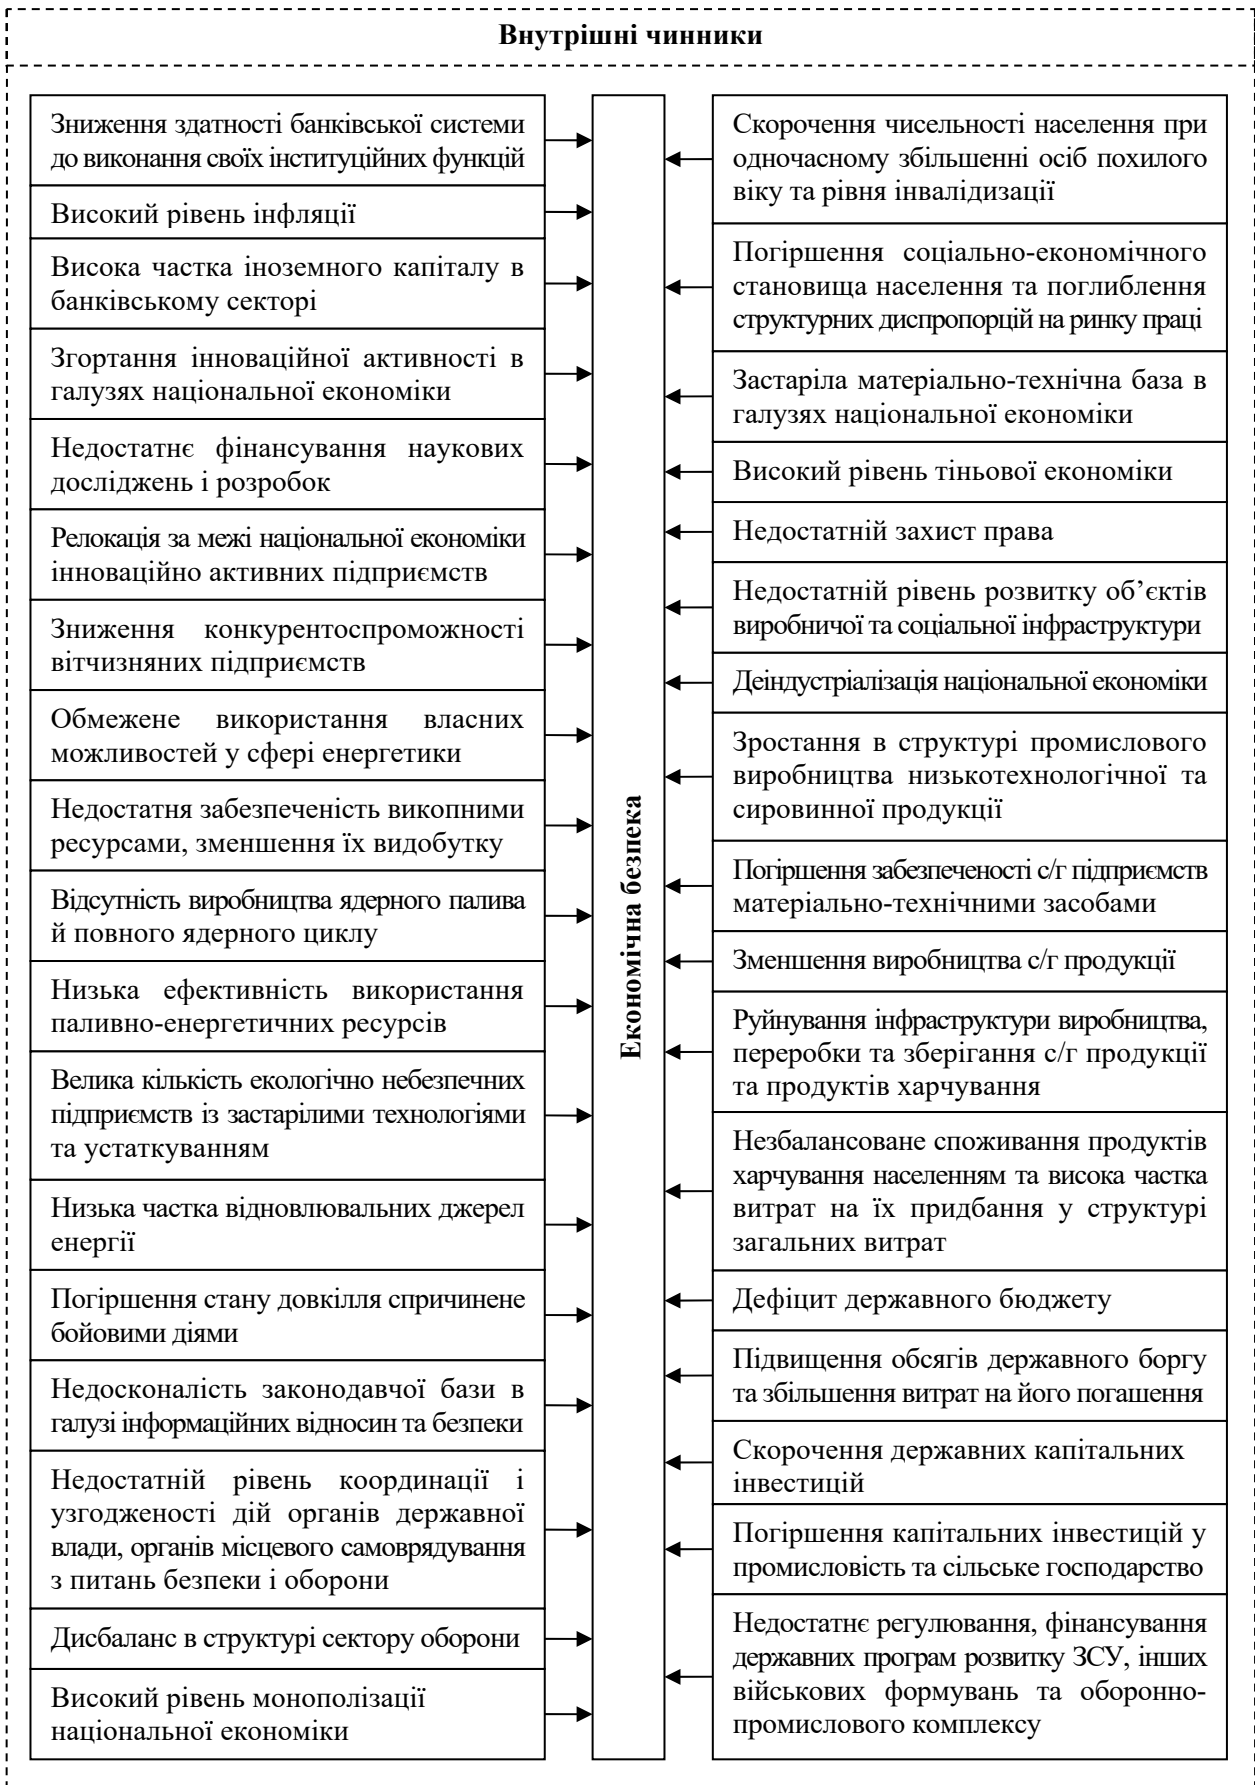 Внутрішні чинники
Зниження здатності банківської системи
до виконання своїх інституційних функцій
Високий рівень інфляції
Висока частка іноземного капіталу в
банківському секторі
Згортання інноваційної активності в
галузях національної економіки
Недостатнє фінансування наукових
досліджень і розробок
Релокація за межі національної економіки
інноваційно активних підприємств
Зниження конкурентоспроможності
вітчизняних підприємств
Обмежене використання власних
можливостей у сфері енергетики
Недостатня забезпеченість викопними
ресурсами, зменшення їх видобутку
Відсутність виробництва ядерного палива
й повного ядерного циклу
Низька ефективність використання
паливно-енергетичних ресурсів
Велика кількість екологічно небезпечних
підприємств із застарілими технологіями
та устаткуванням
Низька частка відновлювальних джерел
енергії
Погіршення стану довкілля спричинене
бойовими діями
Недосконалість законодавчої бази в
галузі інформаційних відносин та безпеки
Недостатній рівень координації і
узгодженості дій органів державної
влади, органів місцевого самоврядування
з питань безпеки і оборони
Дисбаланс в структурі сектору оборони
Високий рівень монополізації
національної економіки
Економічна безпека
Скорочення чисельності населення при
одночасному збільшенні осіб похилого
віку та рівня інвалідизації
Погіршення соціально-економічного
становища населення та поглиблення
структурних диспропорцій на ринку праці
Застаріла матеріально-технічна база в
галузях національної економіки
Високий рівень тіньової економіки
Недостатній захист права
Недостатній рівень розвитку об’єктів
виробничої та соціальної інфраструктури
Деіндустріалізація національної економіки
Зростання в структурі промислового
виробництва низькотехнологічної та
сировинної продукції
Погіршення забезпеченості с/г підприємств
матеріально-технічними засобами
Зменшення виробництва с/г продукції
Руйнування інфраструктури виробництва,
переробки та зберігання с/г продукції
та продуктів харчування
Незбалансоване споживання продуктів
харчування населенням та висока частка
витрат на їх придбання у структурі
загальних витрат
Дефіцит державного бюджету
Підвищення обсягів державного боргу
та збільшення витрат на його погашення
Скорочення державних капітальних
інвестицій
Погіршення капітальних інвестицій у
промисловість та сільське господарство
Недостатнє регулювання, фінансування
державних програм розвитку ЗСУ, інших
військових формувань та оборонно-
промислового комплексу